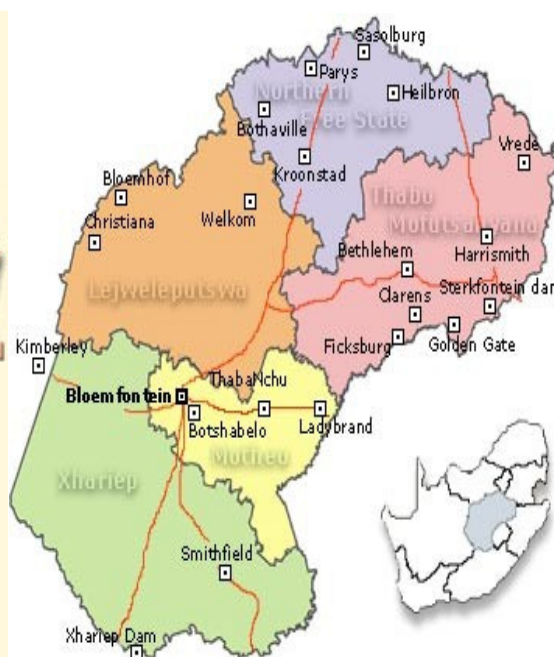 Sasolburg
Parys
Northern
Free State
Heilbron
Bothaville
Kroonstad
Vrede
Bloemhof
Welkom
Thabo
Mofutsanyana
Christiana
Bethlehem
Harrismith
Lejweleputswa
Clarens
Sterkfontein dam
Kimberley
Ficksburg
Golden Gate
ThabaNchu
Bloemfontein
Botshabelo
Ladybrand
Motheo
Xhariep
Smithfield
Xhariep Dam